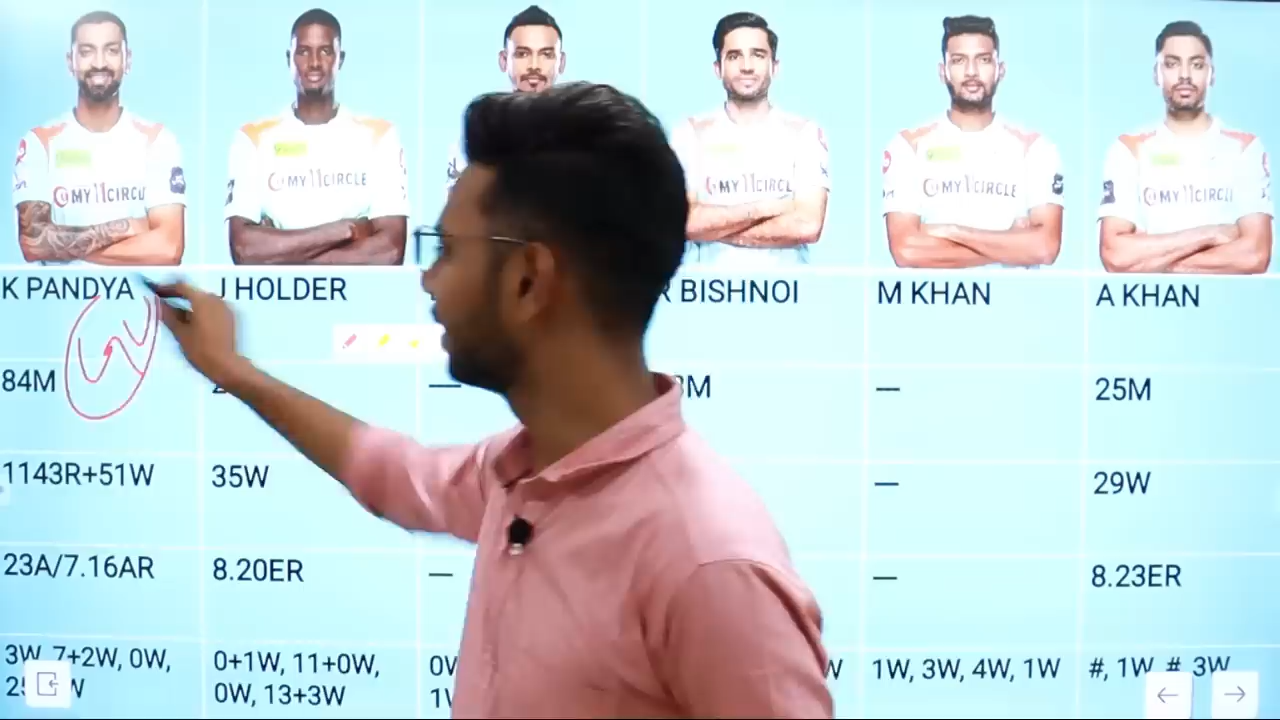 MY11CIRCLE
MY11CIRCLE
MY11CIRCLE
MY11CIRCLE
K PANDYA
J HOLDER
BISHNOI
M KHAN
A KHAN
84M
—
—
25M
1143R+51W
35W
—
29W
23A/7.16AR
8.20ER
—
—
8.23ER
3W, 7+2W, 0W,
0+1W, 11+0W,
0W, 13+3W
1W, 3W, 4W, 1W
#, 1W, #, 3W